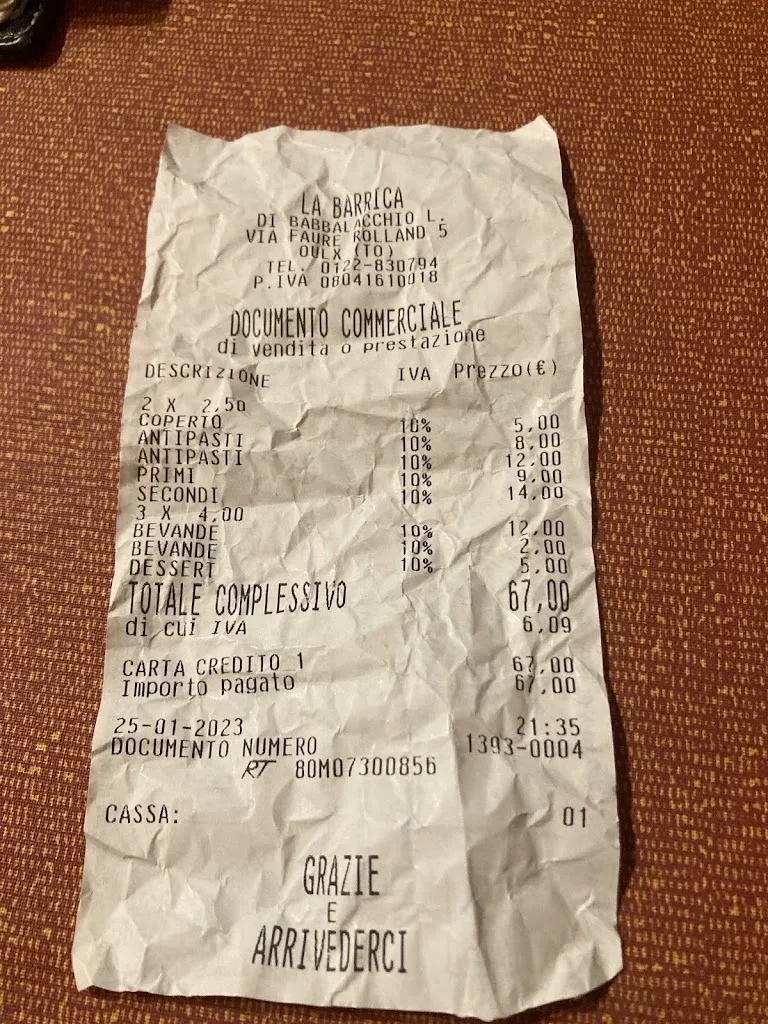 LA BARRICA
DI BABBALACCHIO L.
VIA FAURE ROLLAND 5
OULX (TO)
TEL. 0122-830794
P.IVA 08041610018
DOCUMENTO COMMERCIALE
di vendita o prestazione
DESCRIZIONE IVA Prezzo(€)
2 X 2,50
COPERTO 10% 5,00
ANTIPASTI 10% 8,00
ANTIPASTI 10% 12,00
PRIMI 10% 9,00
SECONDI 10% 14,00
3 X 4,00
BEVANDE 10% 12,00
BEVANDE 10% 2,00
DESSERT 10% 5,00
TOTALE COMPLESSIVO 67,00
di cui IVA 6,09
CARTA CREDITO 1 67,00
Importo pagato 67,00
25-01-2023 21:35
DOCUMENTO NUMERO 1393-0004
RT 80M07300856
CASSA: 01
GRAZIE
E
ARRIVEDERCI